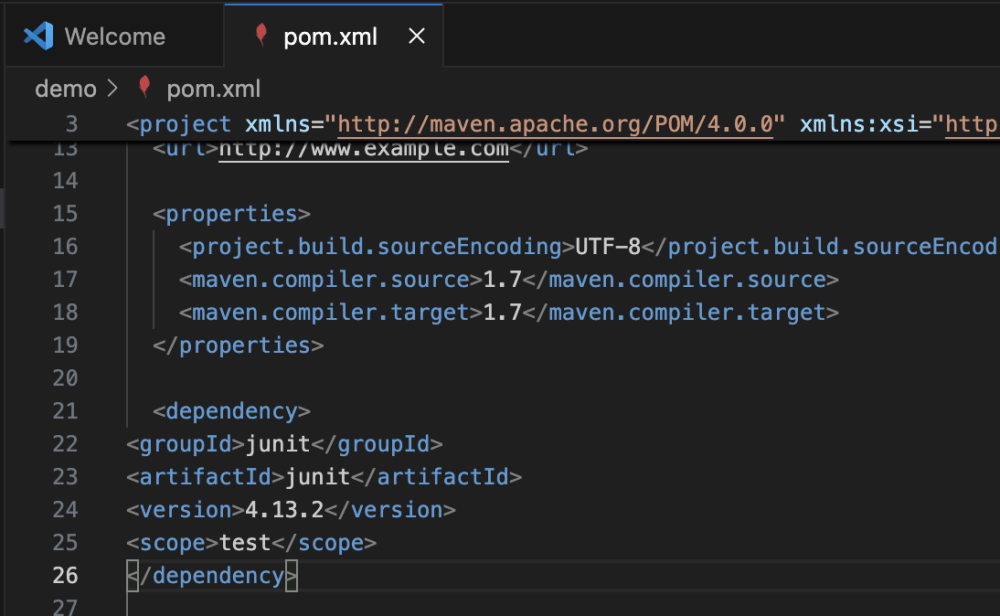 Welcome pom.xml
demo > pom.xml
3 <project xmlns="http://maven.apache.org/POM/4.0.0" xmlns:xsi="http
13 <url>http://www.example.com</url>
14
15 <properties>
16 <project.build.sourceEncoding>UTF-8</project.build.sourceEncod
17 <maven.compiler.source>1.7</maven.compiler.source>
18 <maven.compiler.target>1.7</maven.compiler.target>
19 </properties>
20
21 <dependency>
22 <groupId>junit</groupId>
23 <artifactId>junit</artifactId>
24 <version>4.13.2</version>
25 <scope>test</scope>
26 </dependency>
27